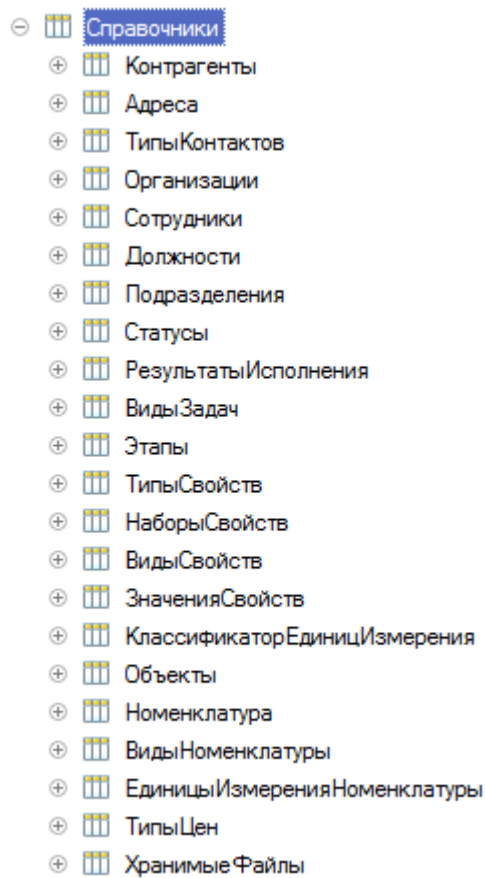 Справочники
Контрагенты
Адреса
ТипыКонтактов
Организации
Сотрудники
Должности
Подразделения
Статусы
РезультатыИсполнения
ВидыЗадач
Этапы
ТипыСвойств
НаборыСвойств
ВидыСвойств
ЗначенияСвойств
КлассификаторЕдиницИзмерения
Объекты
Номенклатура
ВидыНоменклатуры
ЕдиницыИзмеренияНоменклатуры
ТипыЦен
ХранимыеФайлы